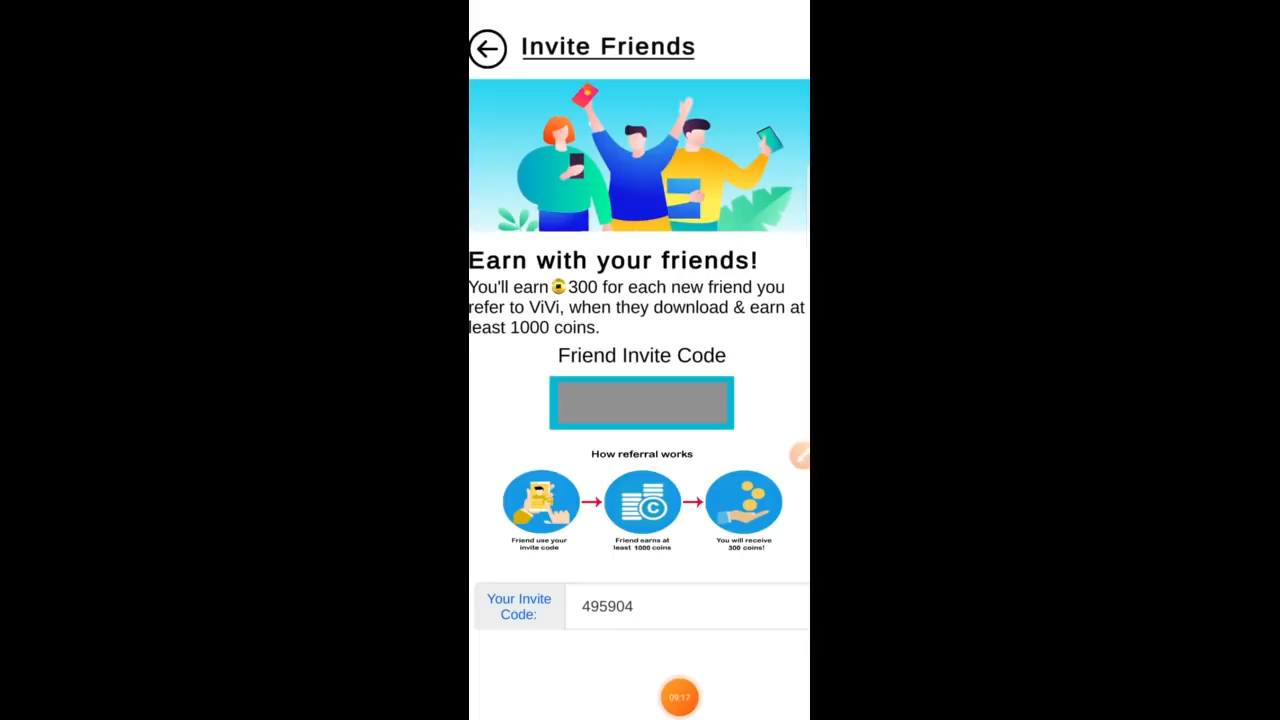 Invite Friends
Earn with your friends!
You'll earn 300 for each new friend you
refer to ViVi, when they download & earn at
least 1000 coins.
Friend Invite Code
How referral works
Friend use your
invite code
Friend earns at
least 1000 coins
You will receive
300 coins!
Your Invite
Code:
495904
09:17